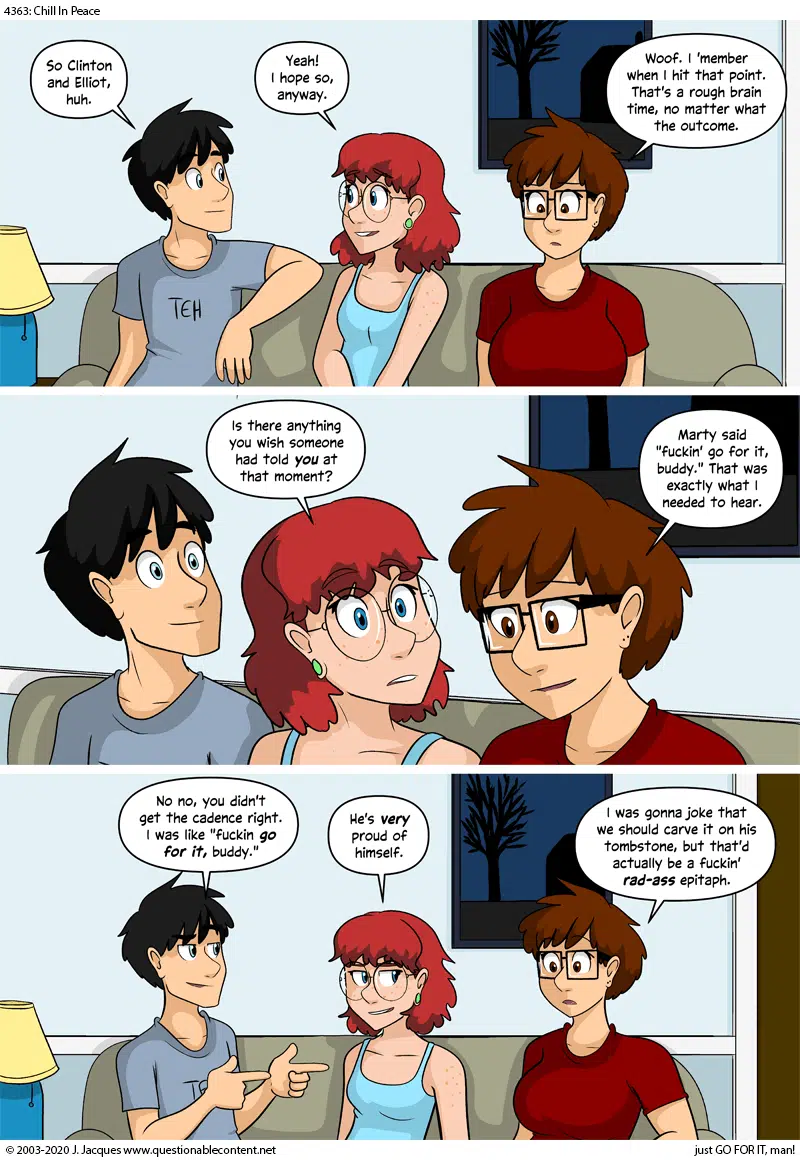 4363: Chill In Peace
So Clinton
and Elliot,
huh.
Yeah!
I hope so,
anyway.
Woof. I 'member
when I hit that point.
That's a rough brain
time, no matter what
the outcome.
TEH
Is there anything
you wish someone
had told you at
that moment?
Marty said
"fuckin' go for it,
buddy." That was
exactly what I
needed to hear.
No no, you didn't
get the cadence right.
I was like "fuckin go
for it, buddy."
He's very
proud of
himself.
I was gonna joke that
we should carve it on his
tombstone, but that'd
actually be a fuckin'
rad-ass epitaph.
© 2003-2020 J. Jacques www.questionablecontent.net
just GO FOR IT, man!